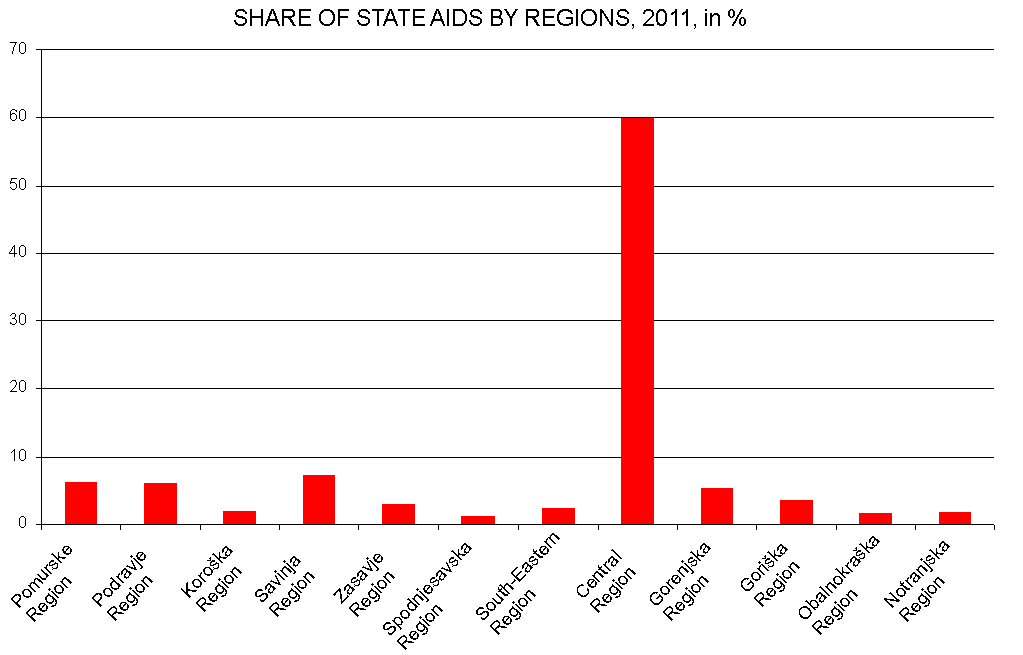 SHARE OF STATE AIDS BY REGIONS, 2011, in %
70
60
50
40
30
20
10
0
Pomurske
Region
Podravje
Region
Koroška
Region
Savinja
Region
Zasavje
Region
Spodnjesavska
Region
South-Eastern
Region
Central
Region
Gorenjska
Region
Goriška
Region
Obalnokraška
Region
Notranjska
Region